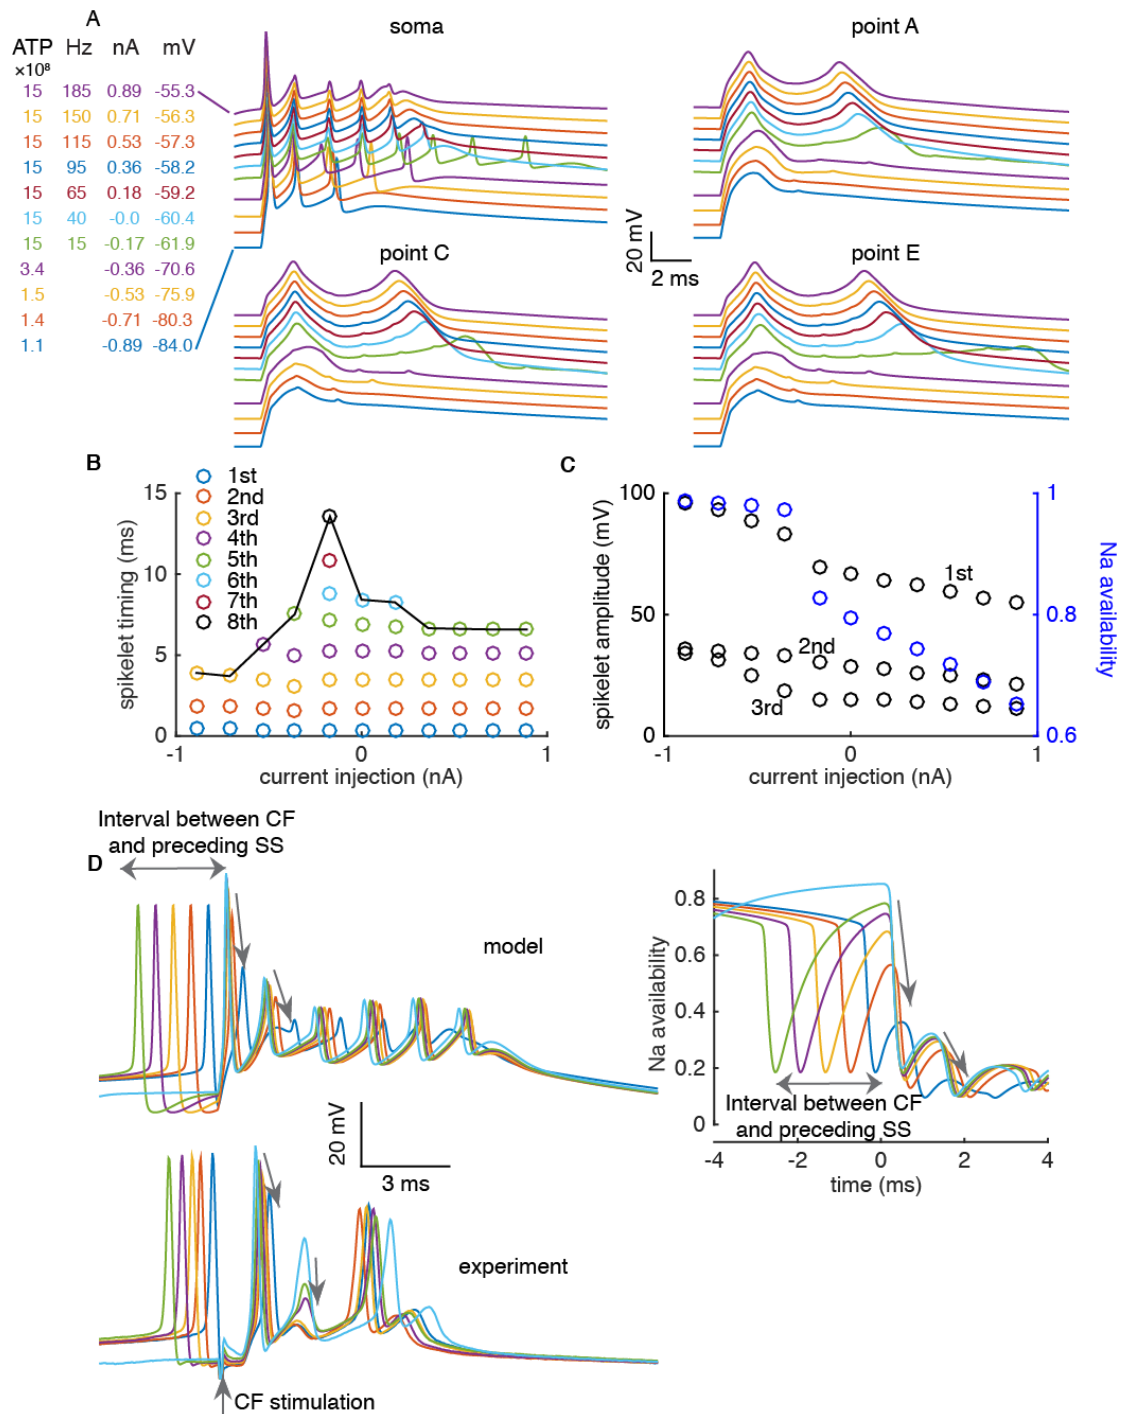 A
soma
point A
ATP Hz nA mV
×10⁸
15 185 0.89 -55.3
15 150 0.71 -56.3
15 115 0.53 -57.3
15 95 0.36 -58.2
15 65 0.18 -59.2
15 40 -0.0 -60.4
15 15 -0.17 -61.9
3.4 -0.36 -70.6
1.5 -0.53 -75.9
1.4 -0.71 -80.3
1.1 -0.89 -84.0
20 mV
2 ms
point C
point E
B
1st
2nd
3rd
4th
5th
6th
7th
8th
15
10
5
0
spikelet timing (ms)
-1 0 1
current injection (nA)
C
100
50
0
spikelet amplitude (mV)
1st
2nd
3rd
1
0.8
0.6
Na availability
-1 0 1
current injection (nA)
Interval between CF
and preceding SS
D
model
20 mV
3 ms
experiment
CF stimulation
0.8
0.6
0.4
0.2
0
Na availability
Interval between CF
and preceding SS
-4 -2 0 2 4
time (ms)